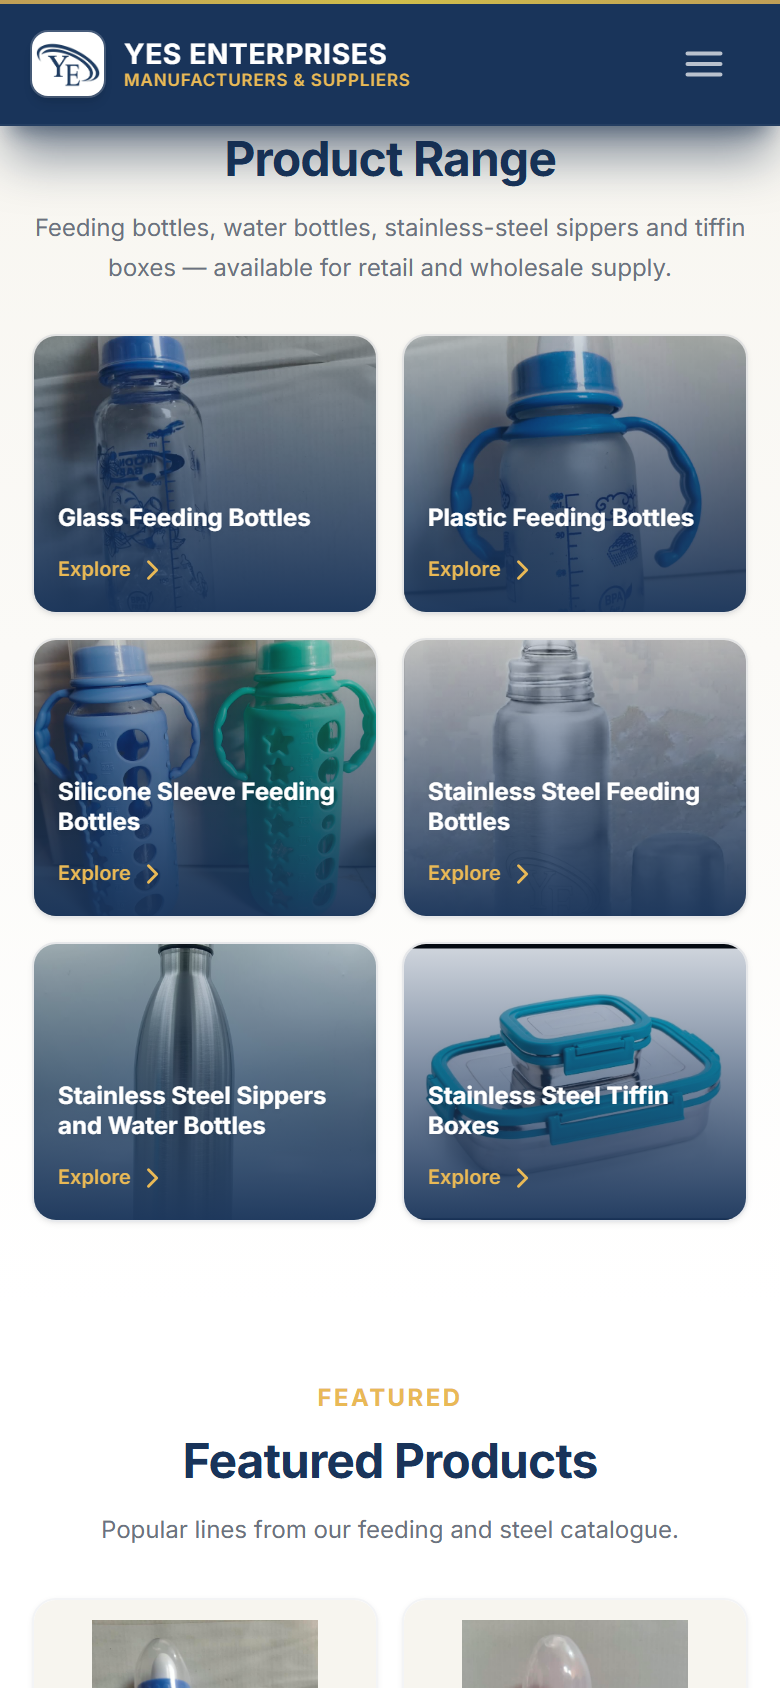 YE
YES ENTERPRISES
MANUFACTURERS & SUPPLIERS
Product Range
Feeding bottles, water bottles, stainless-steel sippers and tiffin
boxes — available for retail and wholesale supply.
Glass Feeding Bottles
Explore
Plastic Feeding Bottles
Explore
Silicone Sleeve Feeding
Bottles
Explore
Stainless Steel Feeding
Bottles
Explore
Stainless Steel Sippers
and Water Bottles
Explore
Stainless Steel Tiffin
Boxes
Explore
FEATURED
Featured Products
Popular lines from our feeding and steel catalogue.